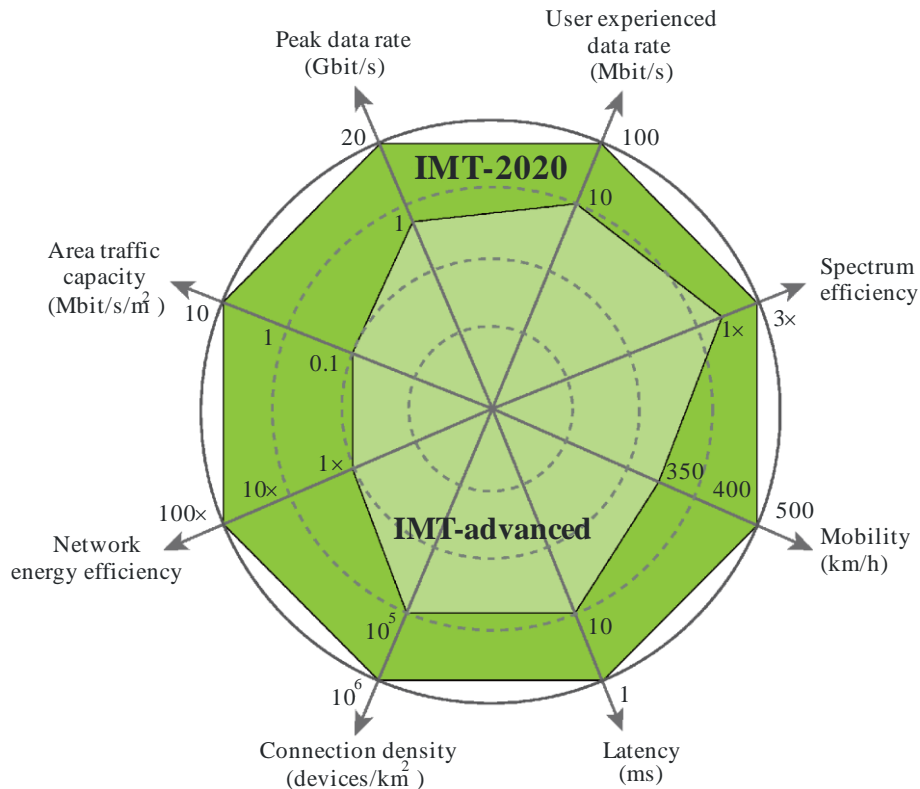 User experienced
data rate
(Mbit/s)
Peak data rate
(Gbit/s)
20
100
IMT-2020
10
1
Area traffic
capacity
(Mbit/s/m²)
Spectrum
efficiency
10
1
0.1
1×
3×
1×
10×
100×
350
400
500
Network
energy efficiency
IMT-advanced
Mobility
(km/h)
10⁵
10
10⁶
1
Connection density
(devices/km²)
Latency
(ms)